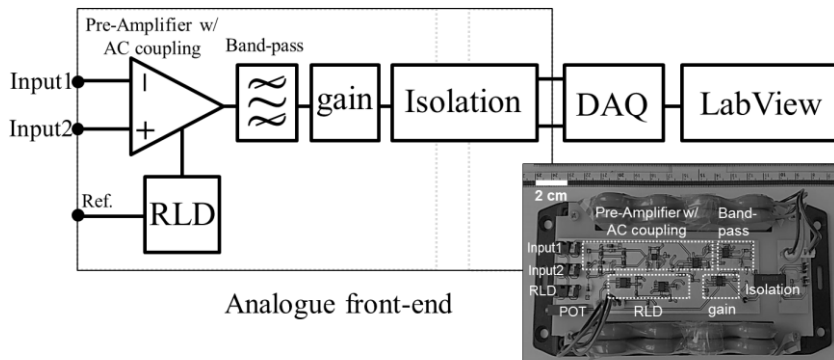 Pre-Amplifier w/
AC coupling
Band-pass
Input1
Input2
gain
Isolation
DAQ
LabView
Ref.
RLD
Analogue front-end
2 cm
Pre-Amplifier w/
AC coupling
Band-
pass
Input1
Input2
RLD
Isolation
POT
RLD
gain